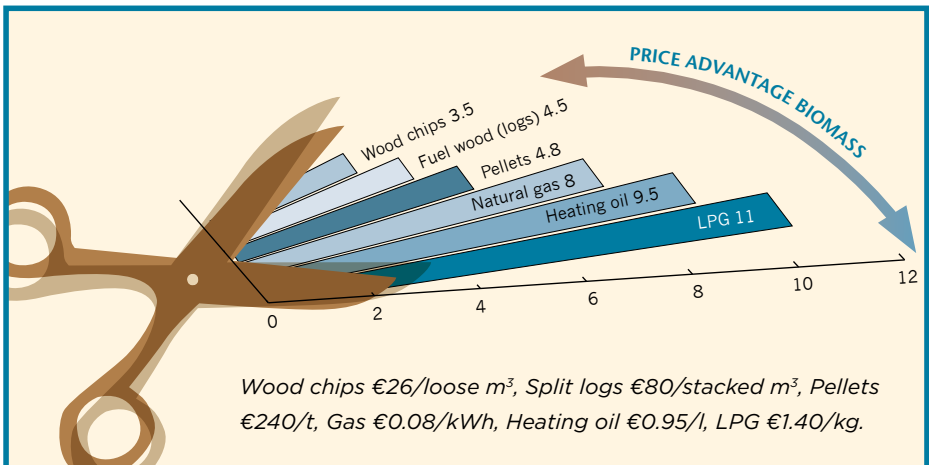 PRICE ADVANTAGE BIOMASS
Wood chips 3.5
Fuel wood (logs) 4.5
Pellets 4.8
Natural gas 8
Heating oil 9.5
LPG 11
0 2 4 6 8 10 12
Wood chips €26/loose m³, Split logs €80/stacked m³, Pellets
€240/t, Gas €0.08/kWh, Heating oil €0.95/l, LPG €1.40/kg.